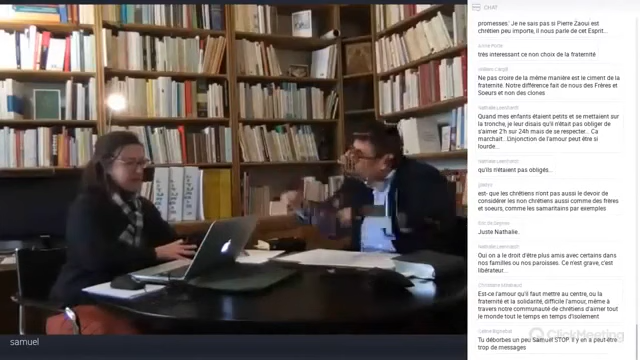 CHAT
promesses.' Je ne sais pas si Pierre Zaoui est
chrétien peu importe, il nous parle de cet Esprit...
très interessant ce non choix de la fraternité
Ne pas croire de la même manière est le ciment de la
fraternité. Notre différence fait de nous des Frères et
Soeurs et non des clones
Quand mes enfants étaient petits et se mettaient sur
la tronche, je leur disais qu'il n'était pas obliger de
s'aimer 2'h sur 24h mais de se respecter... Ca
marchait.. L'injonction de l'amour peut être si
lourde...
qu'ils n'étaient pas obligés..
est- que les chrétiens n'ont pas aussi le devoir de
considérer les non chrétiens aussi comme des frères
et soeurs, comme les samaritains par exemples
Juste Nathalie.
Oui on a le droit d'être plus amis avec certains dans
nos familles ou nos paroisses. Ce n'est grave, c'est
libérateur...
Est-ce l'amour qu'il faut mettre au centre, ou la
fraternité et la solidarité, difficile l'amour, même à
travers notre communauté de chrétiens d'aimer tout
le monde tout le temps en temps d'isolement
ClickMeeting
Tu débordes un peu Samuel STOP. il y en a peut-être
trop de messages
samuel